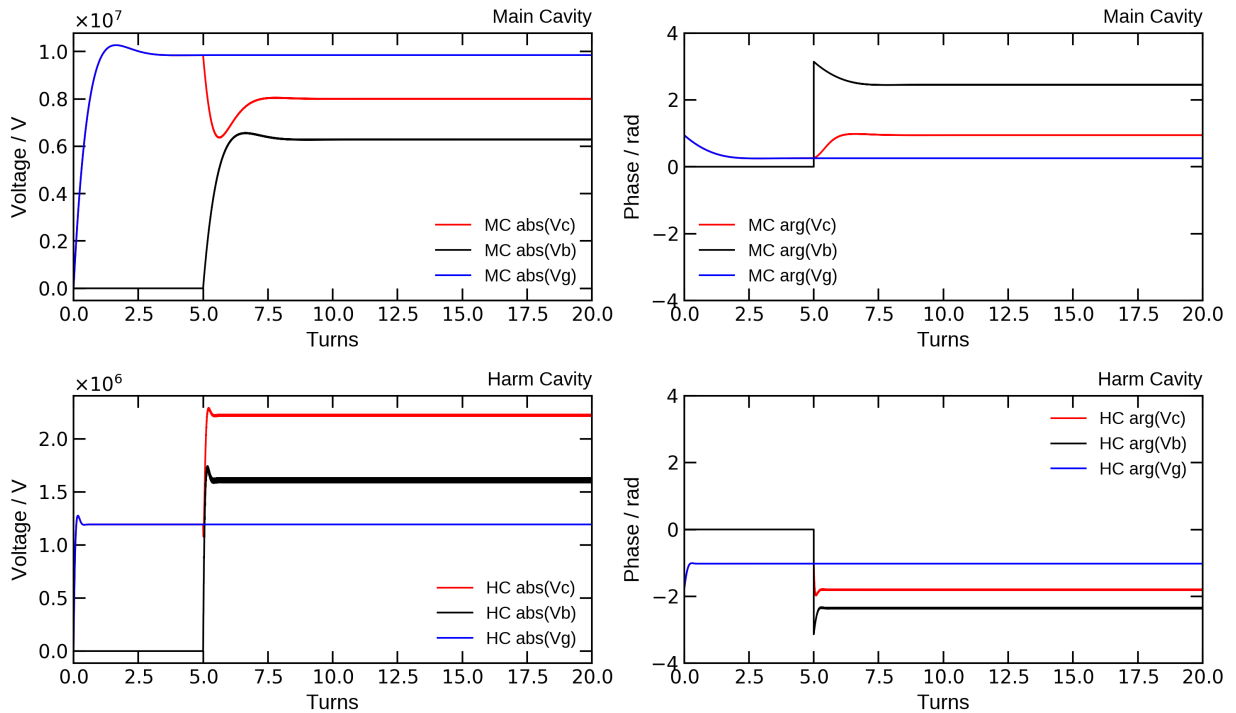 ×10⁷
Main Cavity
1.0
0.8
0.6
0.4
0.2
0.0
Voltage / V
MC abs(Vc)
MC abs(Vb)
MC abs(Vg)
0.0 2.5 5.0 7.5 10.0 12.5 15.0 17.5 20.0
Turns
Main Cavity
4
2
0
−2
−4
Phase / rad
MC arg(Vc)
MC arg(Vb)
MC arg(Vg)
0.0 2.5 5.0 7.5 10.0 12.5 15.0 17.5 20.0
Turns
×10⁶
Harm Cavity
2.0
1.5
1.0
0.5
0.0
Voltage / V
HC abs(Vc)
HC abs(Vb)
HC abs(Vg)
0.0 2.5 5.0 7.5 10.0 12.5 15.0 17.5 20.0
Turns
Harm Cavity
4
2
0
−2
−4
Phase / rad
HC arg(Vc)
HC arg(Vb)
HC arg(Vg)
0.0 2.5 5.0 7.5 10.0 12.5 15.0 17.5 20.0
Turns